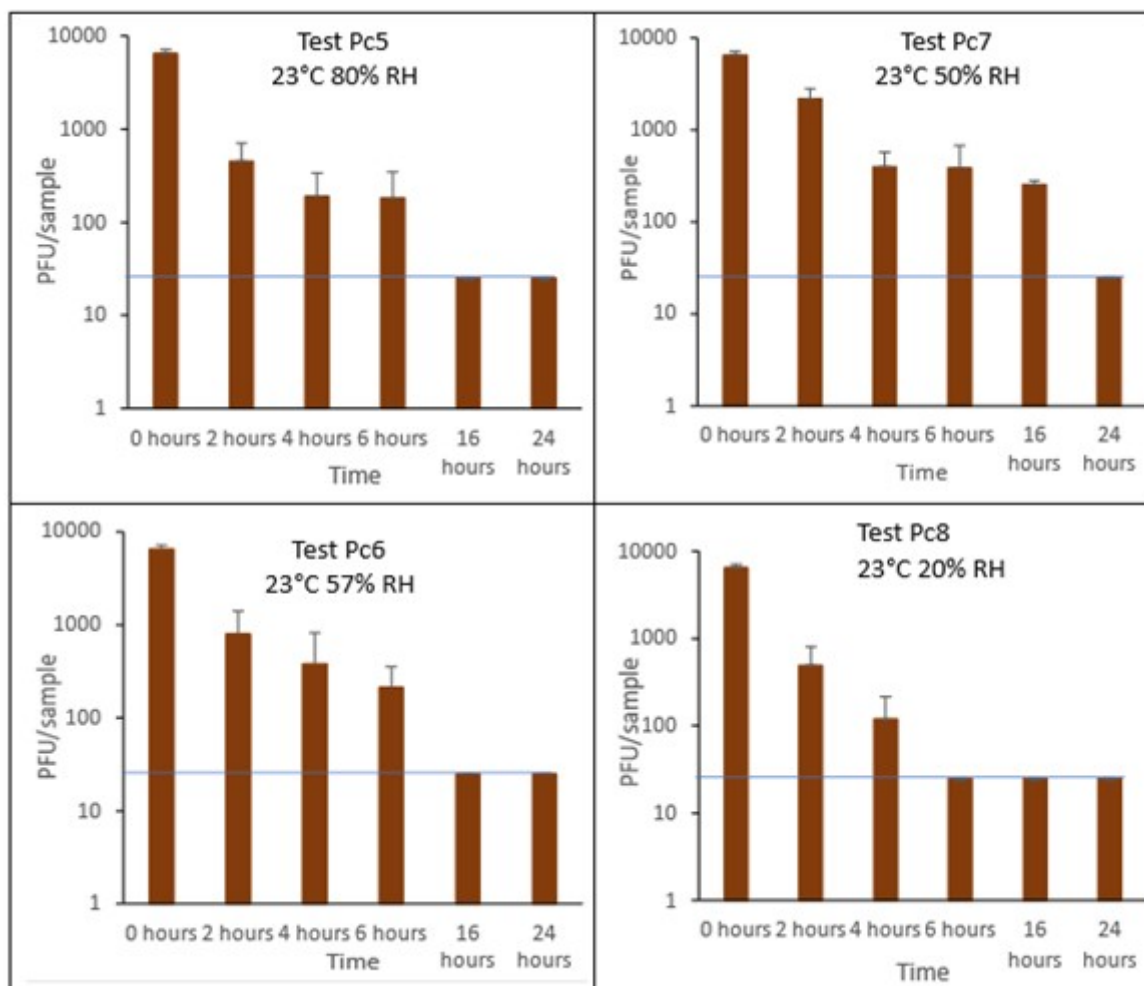 Test Pc5
23°C 80% RH
10000
1000
100
10
1
PFU/sample
0 hours 2 hours 4 hours 6 hours 16 hours 24 hours
Time
Test Pc7
23°C 50% RH
10000
1000
100
10
1
PFU/sample
0 hours 2 hours 4 hours 6 hours 16 hours 24 hours
Time
Test Pc6
23°C 57% RH
10000
1000
100
10
1
PFU/sample
0 hours 2 hours 4 hours 6 hours 16 hours 24 hours
Time
Test Pc8
23°C 20% RH
10000
1000
100
10
1
PFU/sample
0 hours 2 hours 4 hours 6 hours 16 hours 24 hours
Time